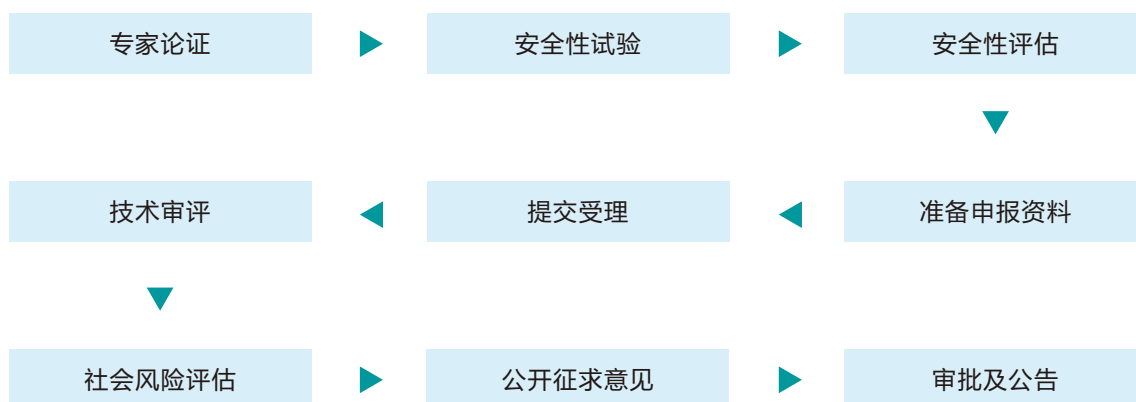 专家论证
安全性试验
安全性评估
技术审评
提交受理
准备申报资料
社会风险评估
公开征求意见
审批及公告